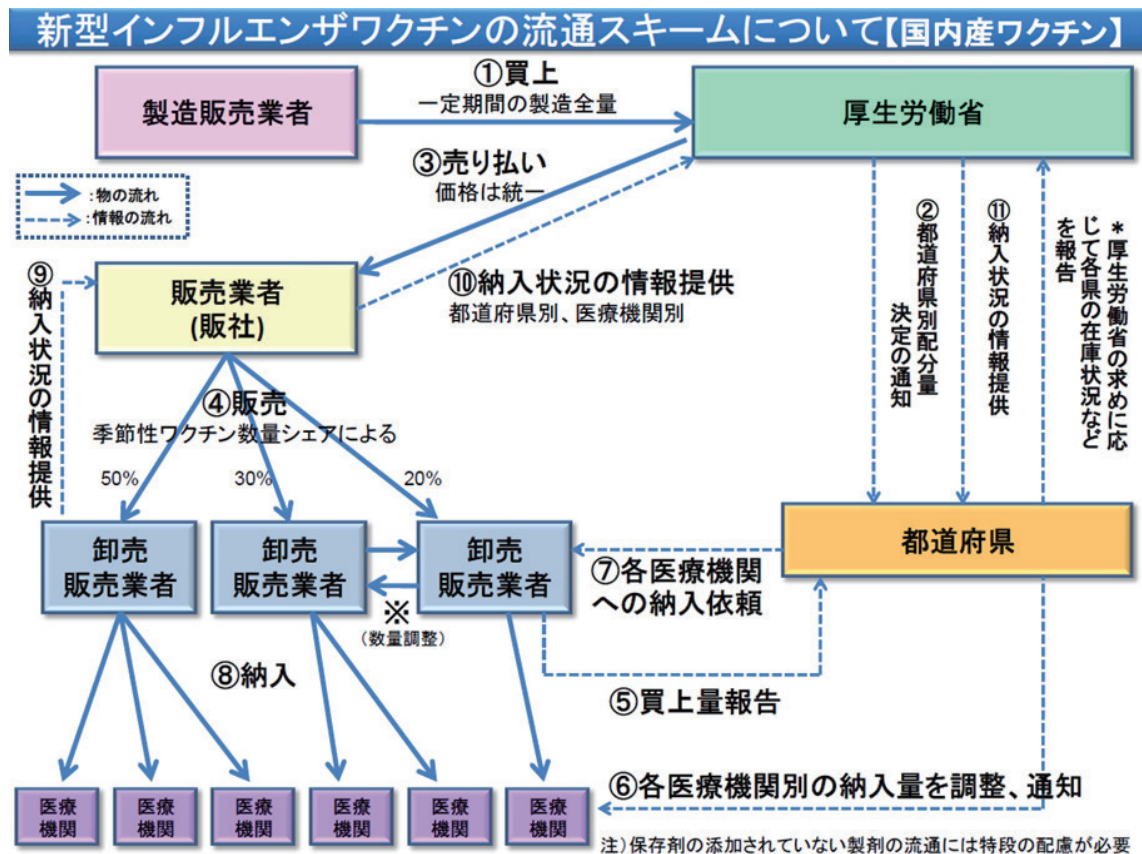 新型インフルエンザワクチンの流通スキームについて【国内産ワクチン】
製造販売業者
①買上
一定期間の製造全量
厚生労働省
:物の流れ
:情報の流れ
③売り払い
価格は統一
②都道府県別配分量
決定の通知
⑪納入状況の情報提供
＊厚生労働省の求めに応
じて各県の在庫状況など
を報告
⑨納入状況の情報提供
販売業者
(販社)
⑩納入状況の情報提供
都道府県別、医療機関別
④販売
季節性ワクチン数量シェアによる
50%
30%
20%
卸売
販売業者
卸売
販売業者
卸売
販売業者
※
(数量調整)
都道府県
⑦各医療機関
への納入依頼
⑧納入
⑤買上量報告
⑥各医療機関別の納入量を調整、通知
医療
機関
医療
機関
医療
機関
医療
機関
医療
機関
医療
機関
注)保存剤の添加されていない製剤の流通には特段の配慮が必要